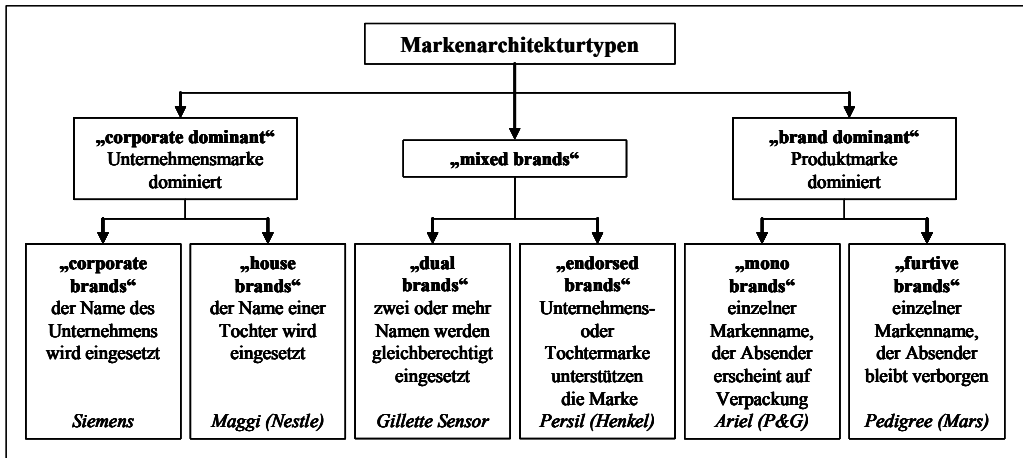 Markenarchitekturtypen
„corporate dominant“
Unternehmensmarke
dominiert
„mixed brands“
„brand dominant“
Produktmarke
dominiert
„corporate
brands“
der Name des
Unternehmens
wird eingesetzt
Siemens
„house
brands“
der Name einer
Tochter wird
eingesetzt
Maggi (Nestle)
„dual
brands“
zwei oder mehr
Namen werden
gleichberechtigt
eingesetzt
Gillette Sensor
„endorsed
brands“
Unternehmens-
oder
Tochtermarke
unterstützen
die Marke
Persil (Henkel)
„mono
brands“
einzelner
Markenname,
der Absender
erscheint auf
Verpackung
Ariel (P&G)
„furtive
brands“
einzelner
Markenname,
der Absender
bleibt verborgen
Pedigree (Mars)